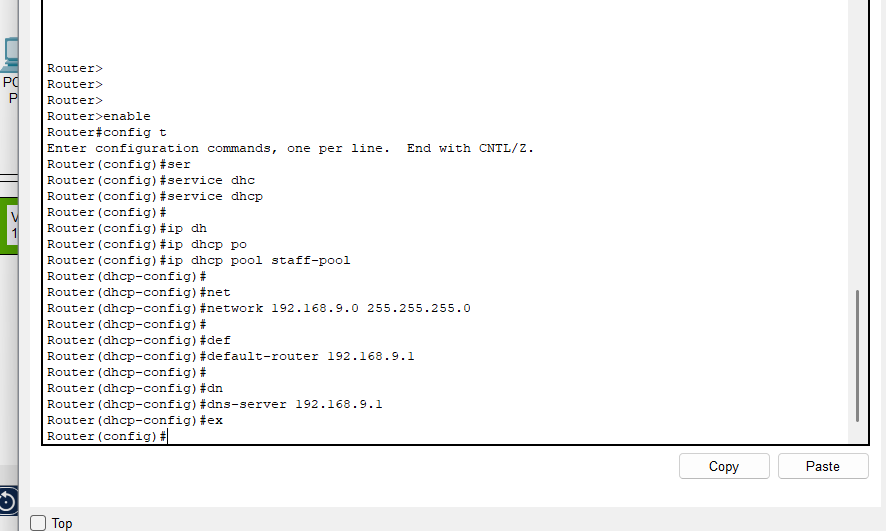 Router>
Router>
Router>
Router>enable
Router#config t
Enter configuration commands, one per line.  End with CNTL/Z.
Router(config)#ser
Router(config)#service dhc
Router(config)#service dhcp
Router(config)#
Router(config)#ip dh
Router(config)#ip dhcp po
Router(config)#ip dhcp pool staff-pool
Router(dhcp-config)#
Router(dhcp-config)#net
Router(dhcp-config)#network 192.168.9.0 255.255.255.0
Router(dhcp-config)#
Router(dhcp-config)#def
Router(dhcp-config)#default-router 192.168.9.1
Router(dhcp-config)#
Router(dhcp-config)#dn
Router(dhcp-config)#dns-server 192.168.9.1
Router(dhcp-config)#ex
Router(config)#
Copy Paste
Top